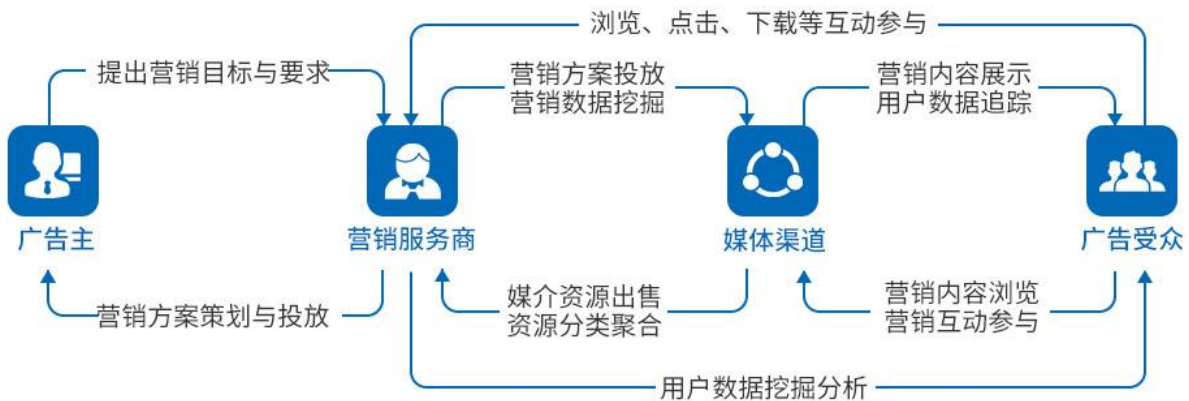 浏览、点击、下载等互动参与
提出营销目标与要求
营销方案投放
营销数据挖掘
营销内容展示
用户数据追踪
广告主
营销服务商
媒体渠道
广告受众
营销方案策划与投放
媒介资源出售
资源分类聚合
营销内容浏览
营销互动参与
用户数据挖掘分析